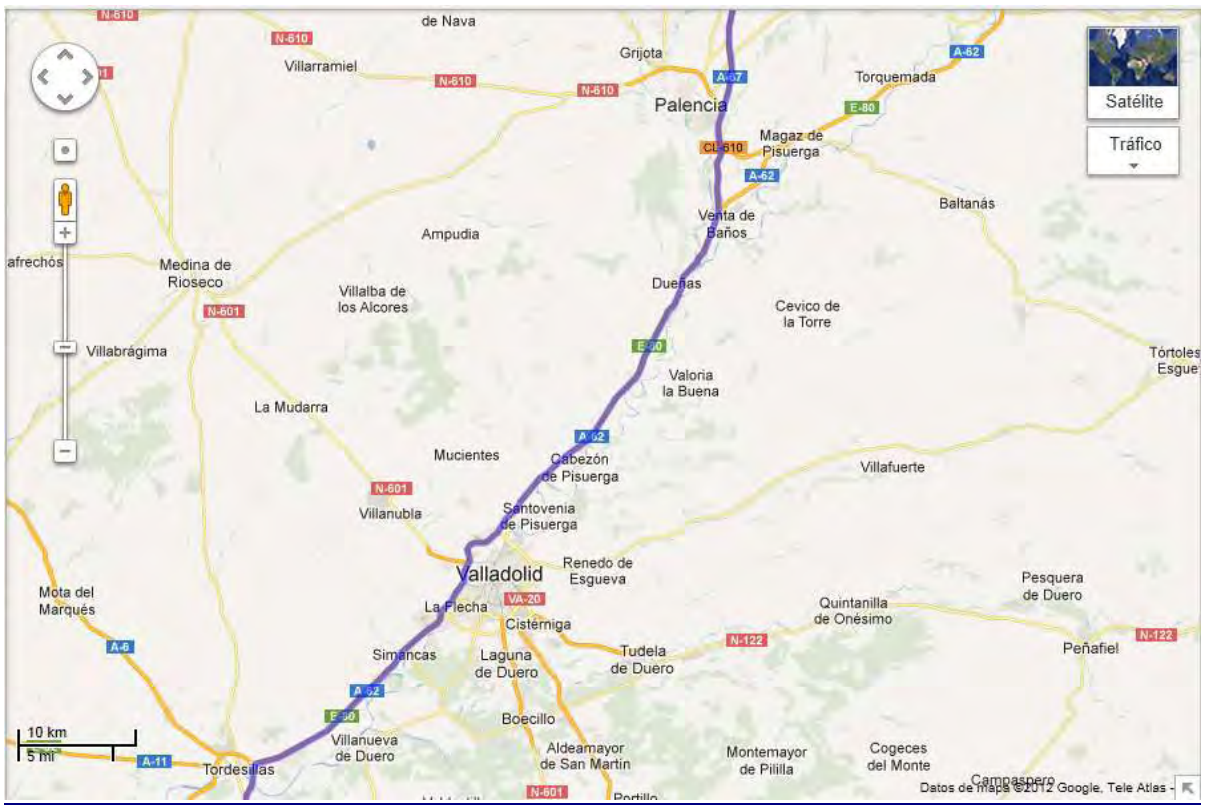 N-610
de Nava
N-610
Grijota
A-62
Villarramiel
N-610
N-610
A-67
Torquemada
Satélite
Palencia
E-80
CL-610
Magaz de
Pisuerga
Tráfico
A-62
Baltanás
Venta de
Baños
Ampudia
afrechós
Medina de
Rioseco
Dueñas
Villalba de
los Alcores
N-601
Cevico de
la Torre
E-80
Villabrágima
Tórtoles
Esgue
Valoria
la Buena
La Mudarra
A-62
Mucientes
Cabezón
de Pisuerga
Villafuerte
N-601
Villanubla
Santovenia
de Pisuerga
Renedo de
Esgueva
Valladolid
Pesquera
de Duero
Mota del
Marqués
La Flecha
VA-20
Quintanilla
de Onésimo
Cistérniga
N-122
N-122
A-6
Simancas
Laguna
de Duero
Tudela
de Duero
Peñafiel
A-62
E-80
Boecillo
10 km
5 mi
Villanueva
de Duero
Aldeamayor
de San Martin
Montemayor
de Pililla
Cogeces
del Monte
A-11
Tordesillas
Campaspero
N-601
Portillo
Datos de mapa ©2012 Google, Tele Atlas -